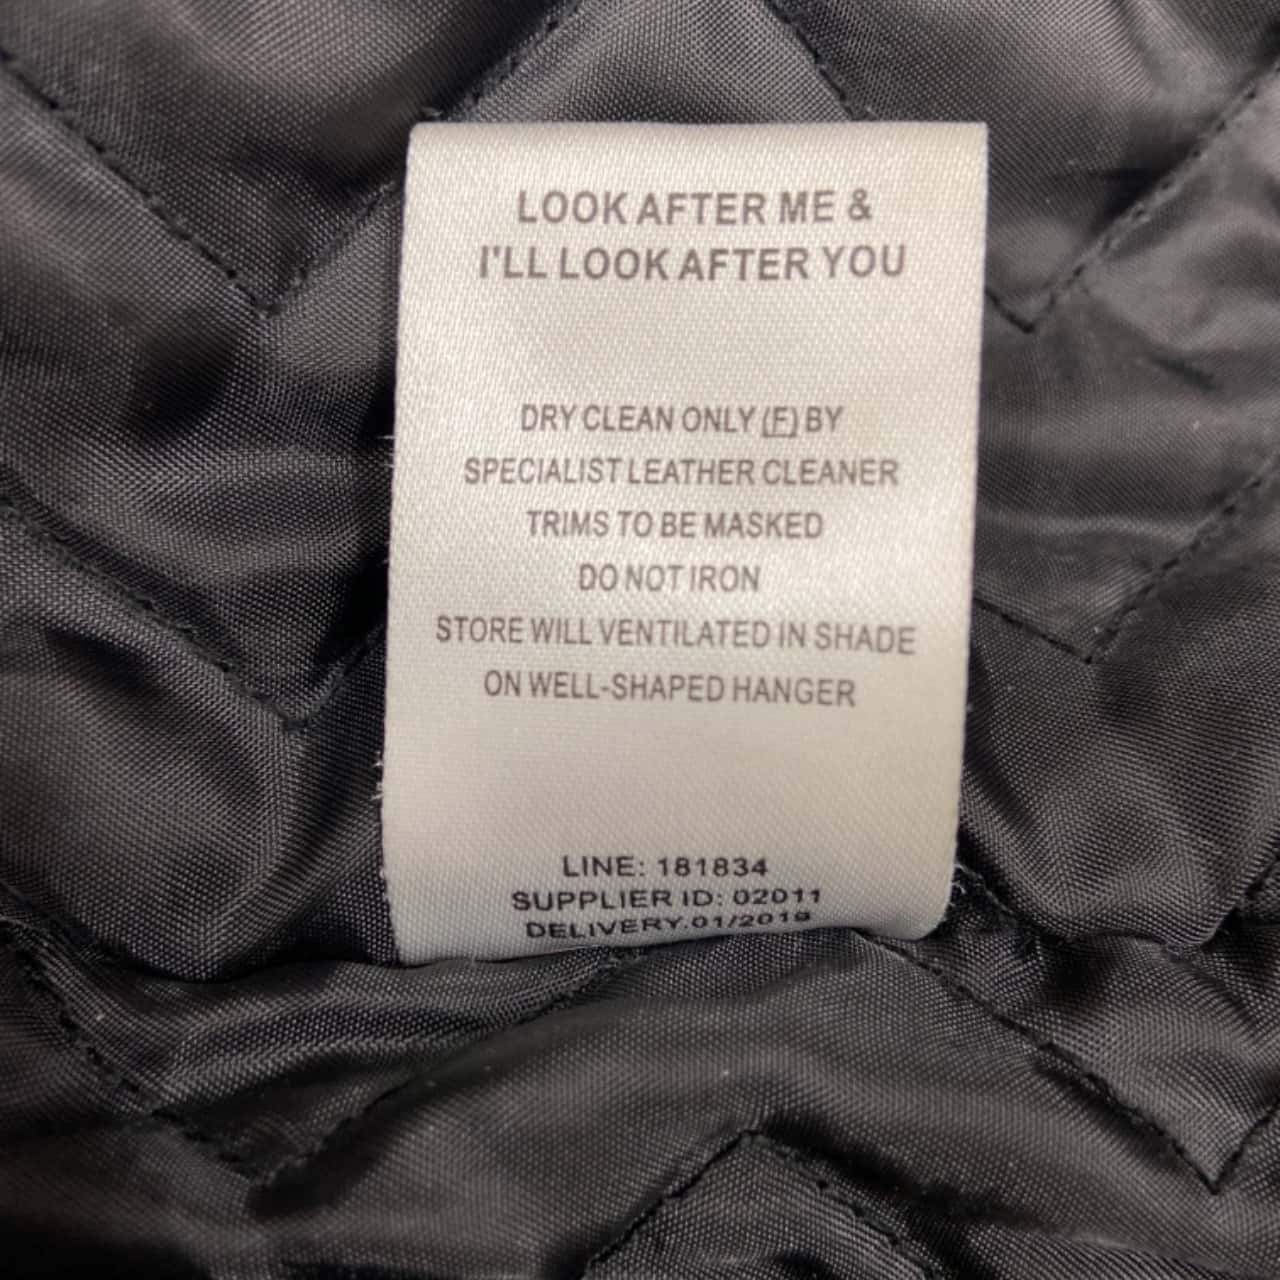 LOOK AFTER ME &
I'LL LOOK AFTER YOU
DRY CLEAN ONLY (F) BY
SPECIALIST LEATHER CLEANER
TRIMS TO BE MASKED
DO NOT IRON
STORE WILL VENTILATED IN SHADE
ON WELL-SHAPED HANGER
LINE: 181834
SUPPLIER ID: 02011
DELIVERY:01/2019